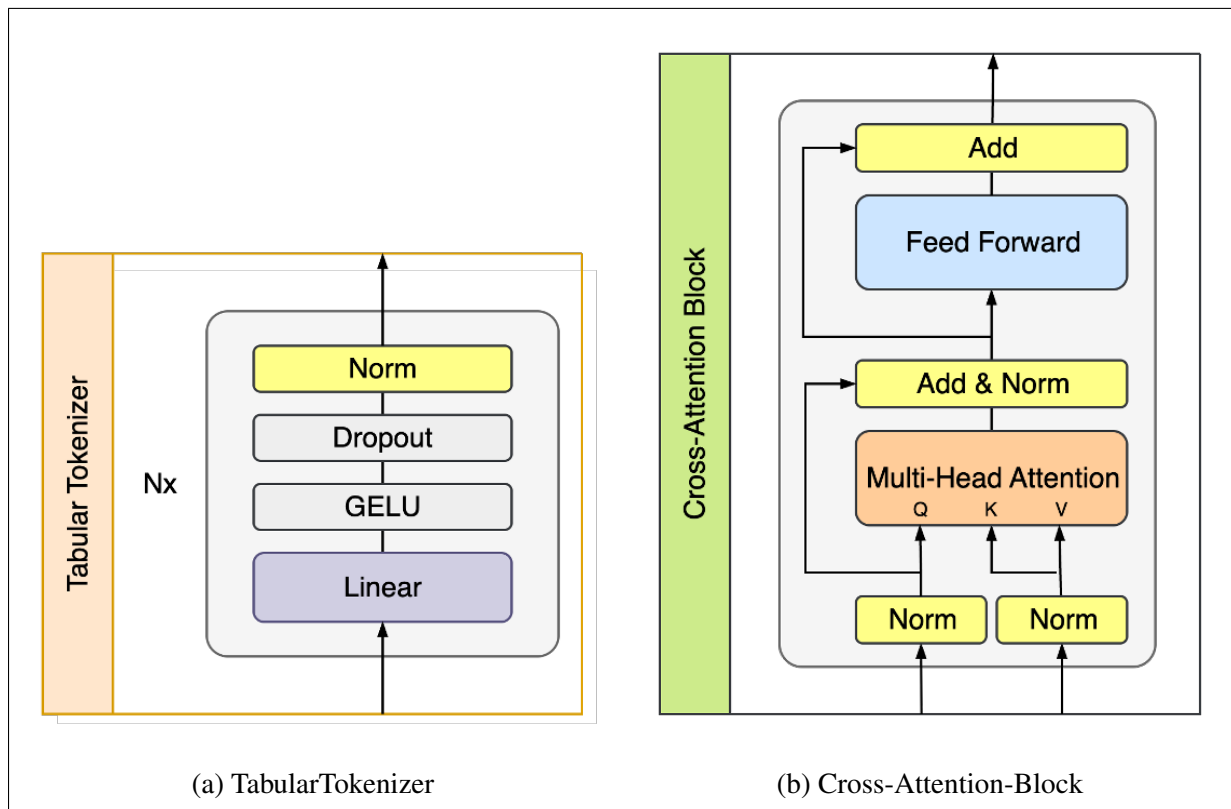 Tabular Tokenizer
Nx
Norm
Dropout
GELU
Linear
(a) TabularTokenizer
Cross-Attention Block
Add
Feed Forward
Add & Norm
Multi-Head Attention
Q K V
Norm Norm
(b) Cross-Attention-Block